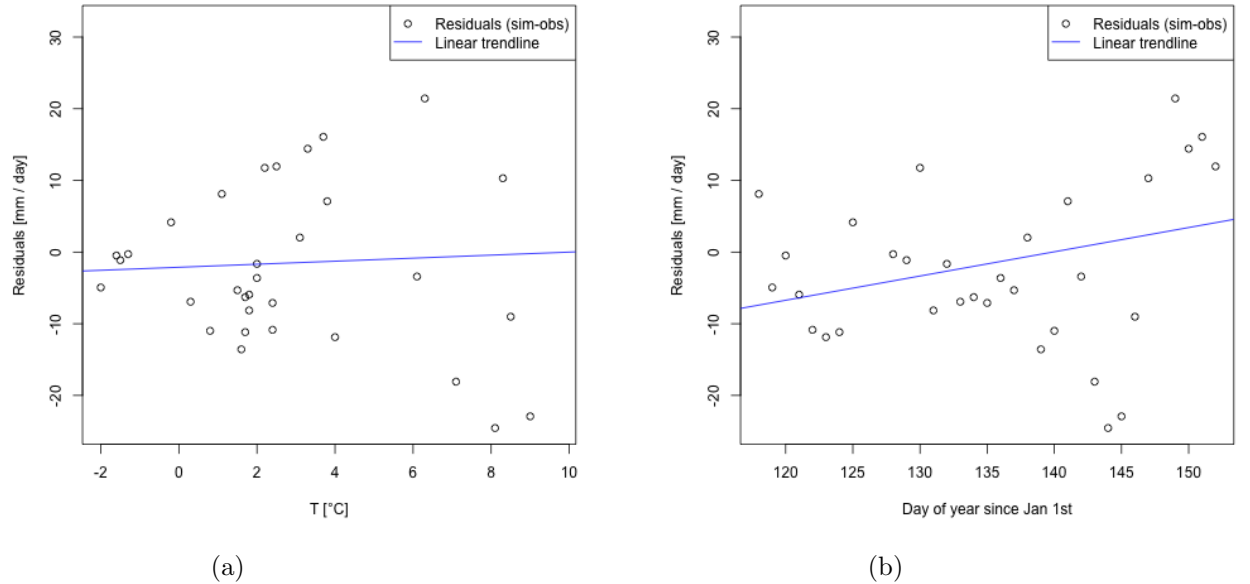 Residuals (sim-obs)
Linear trendline
Residuals [mm / day]
30
20
10
0
-10
-20
-2 0 2 4 6 8 10
T [°C]
(a)
Residuals (sim-obs)
Linear trendline
Residuals [mm / day]
30
20
10
0
-10
-20
120 125 130 135 140 145 150
Day of year since Jan 1st
(b)